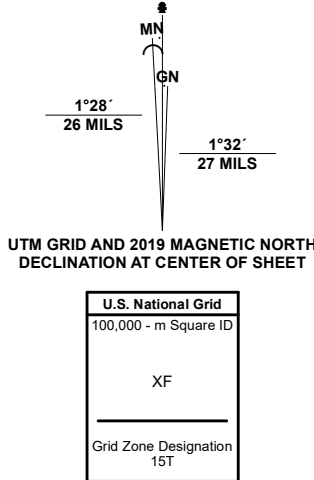 MN
GN
1°28´
26 MILS
1°32´
27 MILS
UTM GRID AND 2019 MAGNETIC NORTH
DECLINATION AT CENTER OF SHEET
U.S. National Grid
100,000 - m Square ID
XF
Grid Zone Designation
15T